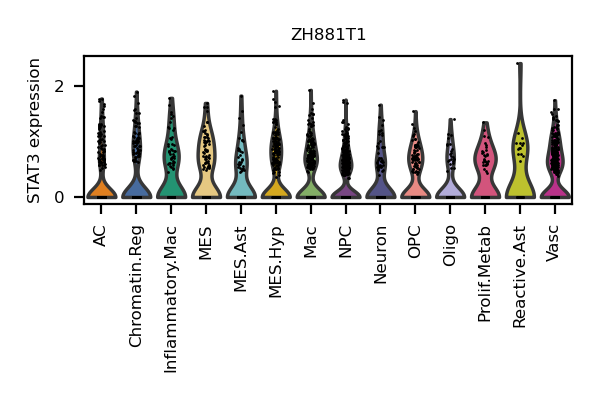 ZH881T1
STAT3 expression
2
0
AC
Chromatin.Reg
Inflammatory.Mac
MES
MES.Ast
MES.Hyp
Mac
NPC
Neuron
OPC
Oligo
Prolif.Metab
Reactive.Ast
Vasc